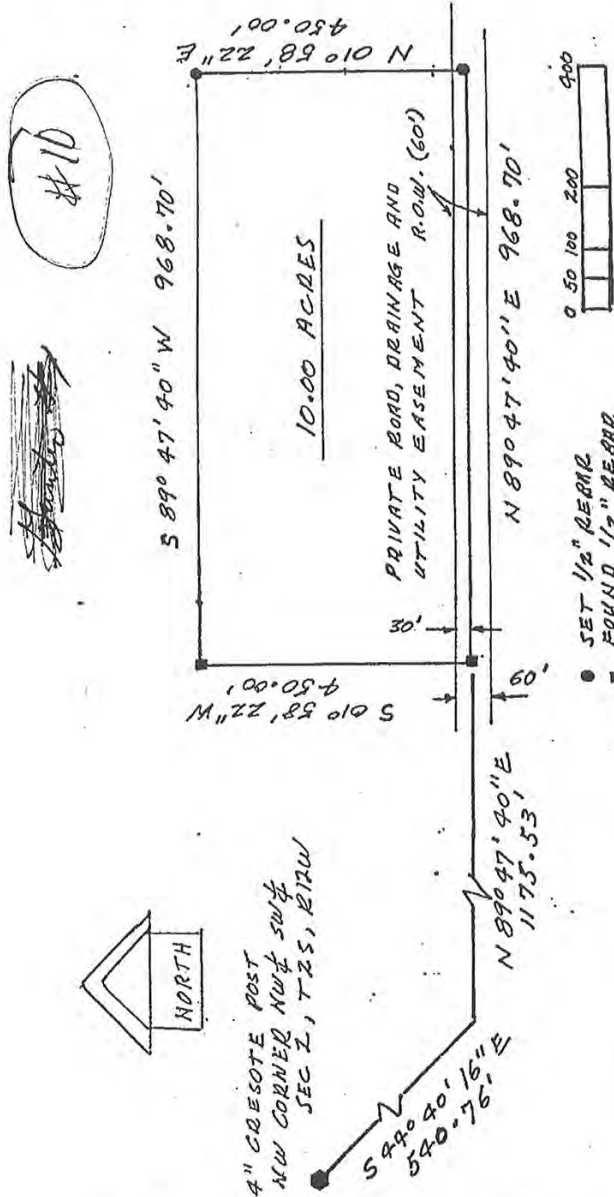 #10
S 89° 47' 40" W 968.70'
N 01° 58' 22" E
450.00'
10.00 ACRES
S 01° 58' 22" W
450.00'
PRIVATE ROAD, DRAINAGE AND
UTILITY EASEMENT R.O.W. (60')
30'
60'
N 89° 47' 40" E 968.70'
NORTH
4" CRESOTE POST
NW CORNER NW¼ SW¼
SEC 2, T2S, R12W
S 44° 40' 16" E
540.76'
N 89° 47' 40" E
1175.53'
0 50 100 200 400
● SET 1/2" REBAR
■ FOUND 1/2" REBAR